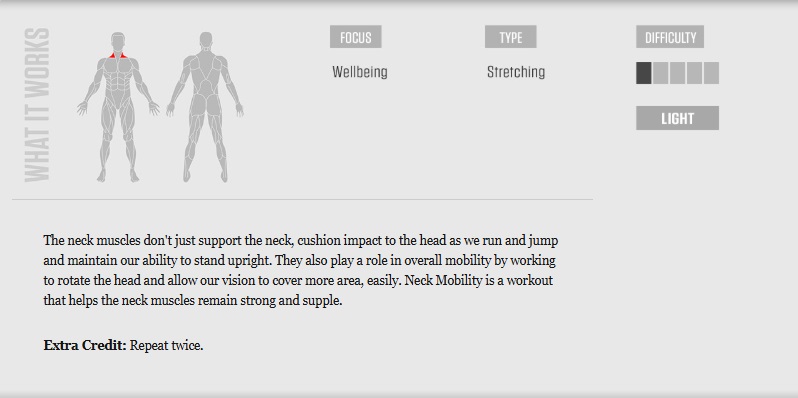 WHAT IT WORKS
FOCUS
Wellbeing
TYPE
Stretching
DIFFICULTY
LIGHT
The neck muscles don't just support the neck, cushion impact to the head as we run and jump
and maintain our ability to stand upright. They also play a role in overall mobility by working
to rotate the head and allow our vision to cover more area, easily. Neck Mobility is a workout
that helps the neck muscles remain strong and supple.
Extra Credit: Repeat twice.